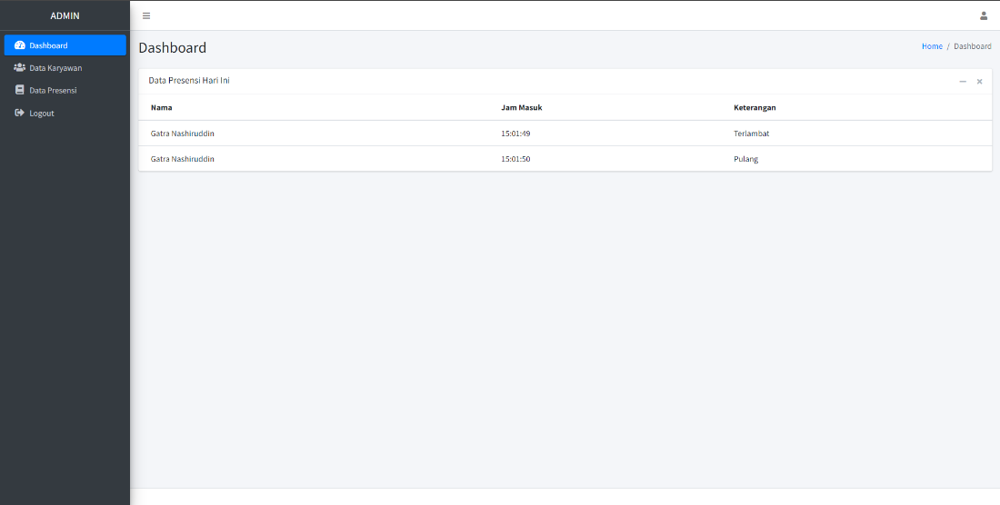 ADMIN
Dashboard
Data Karyawan
Data Presensi
Logout
Dashboard
Home / Dashboard
Data Presensi Hari Ini
Nama Jam Masuk Keterangan
Gatra Nashiruddin 15:01:49 Terlambat
Gatra Nashiruddin 15:01:50 Pulang